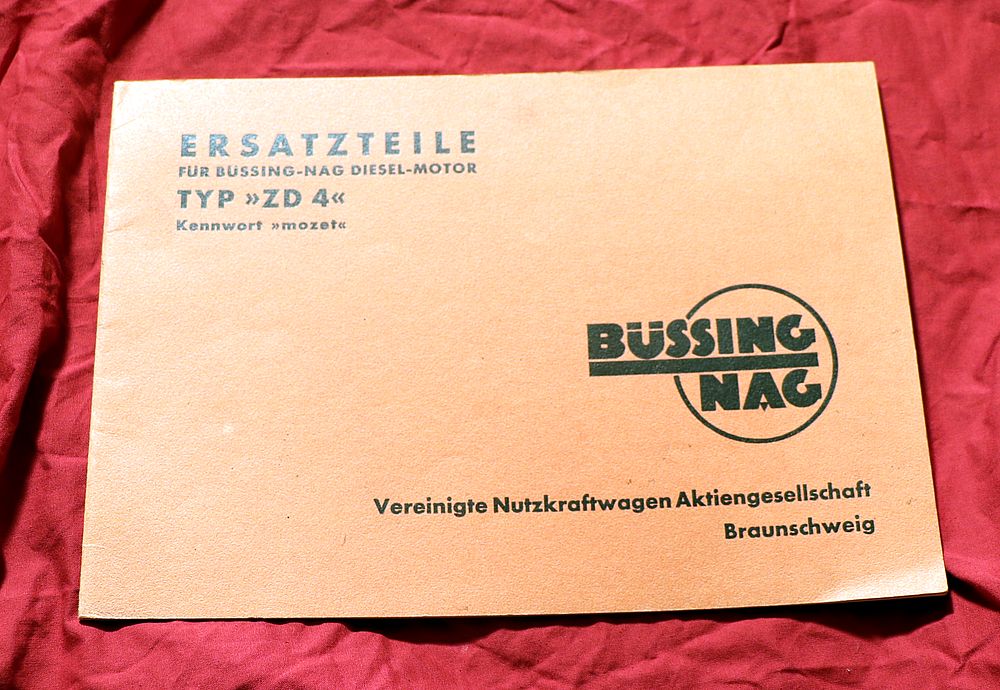 ERSATZTEILE
FÜR BÜSSING-NAG DIESEL-MOTOR
TYP »ZD 4«
Kennwort »mozet«
BÜSSING
NAG
Vereinigte Nutzkraftwagen Aktiengesellschaft
Braunschweig